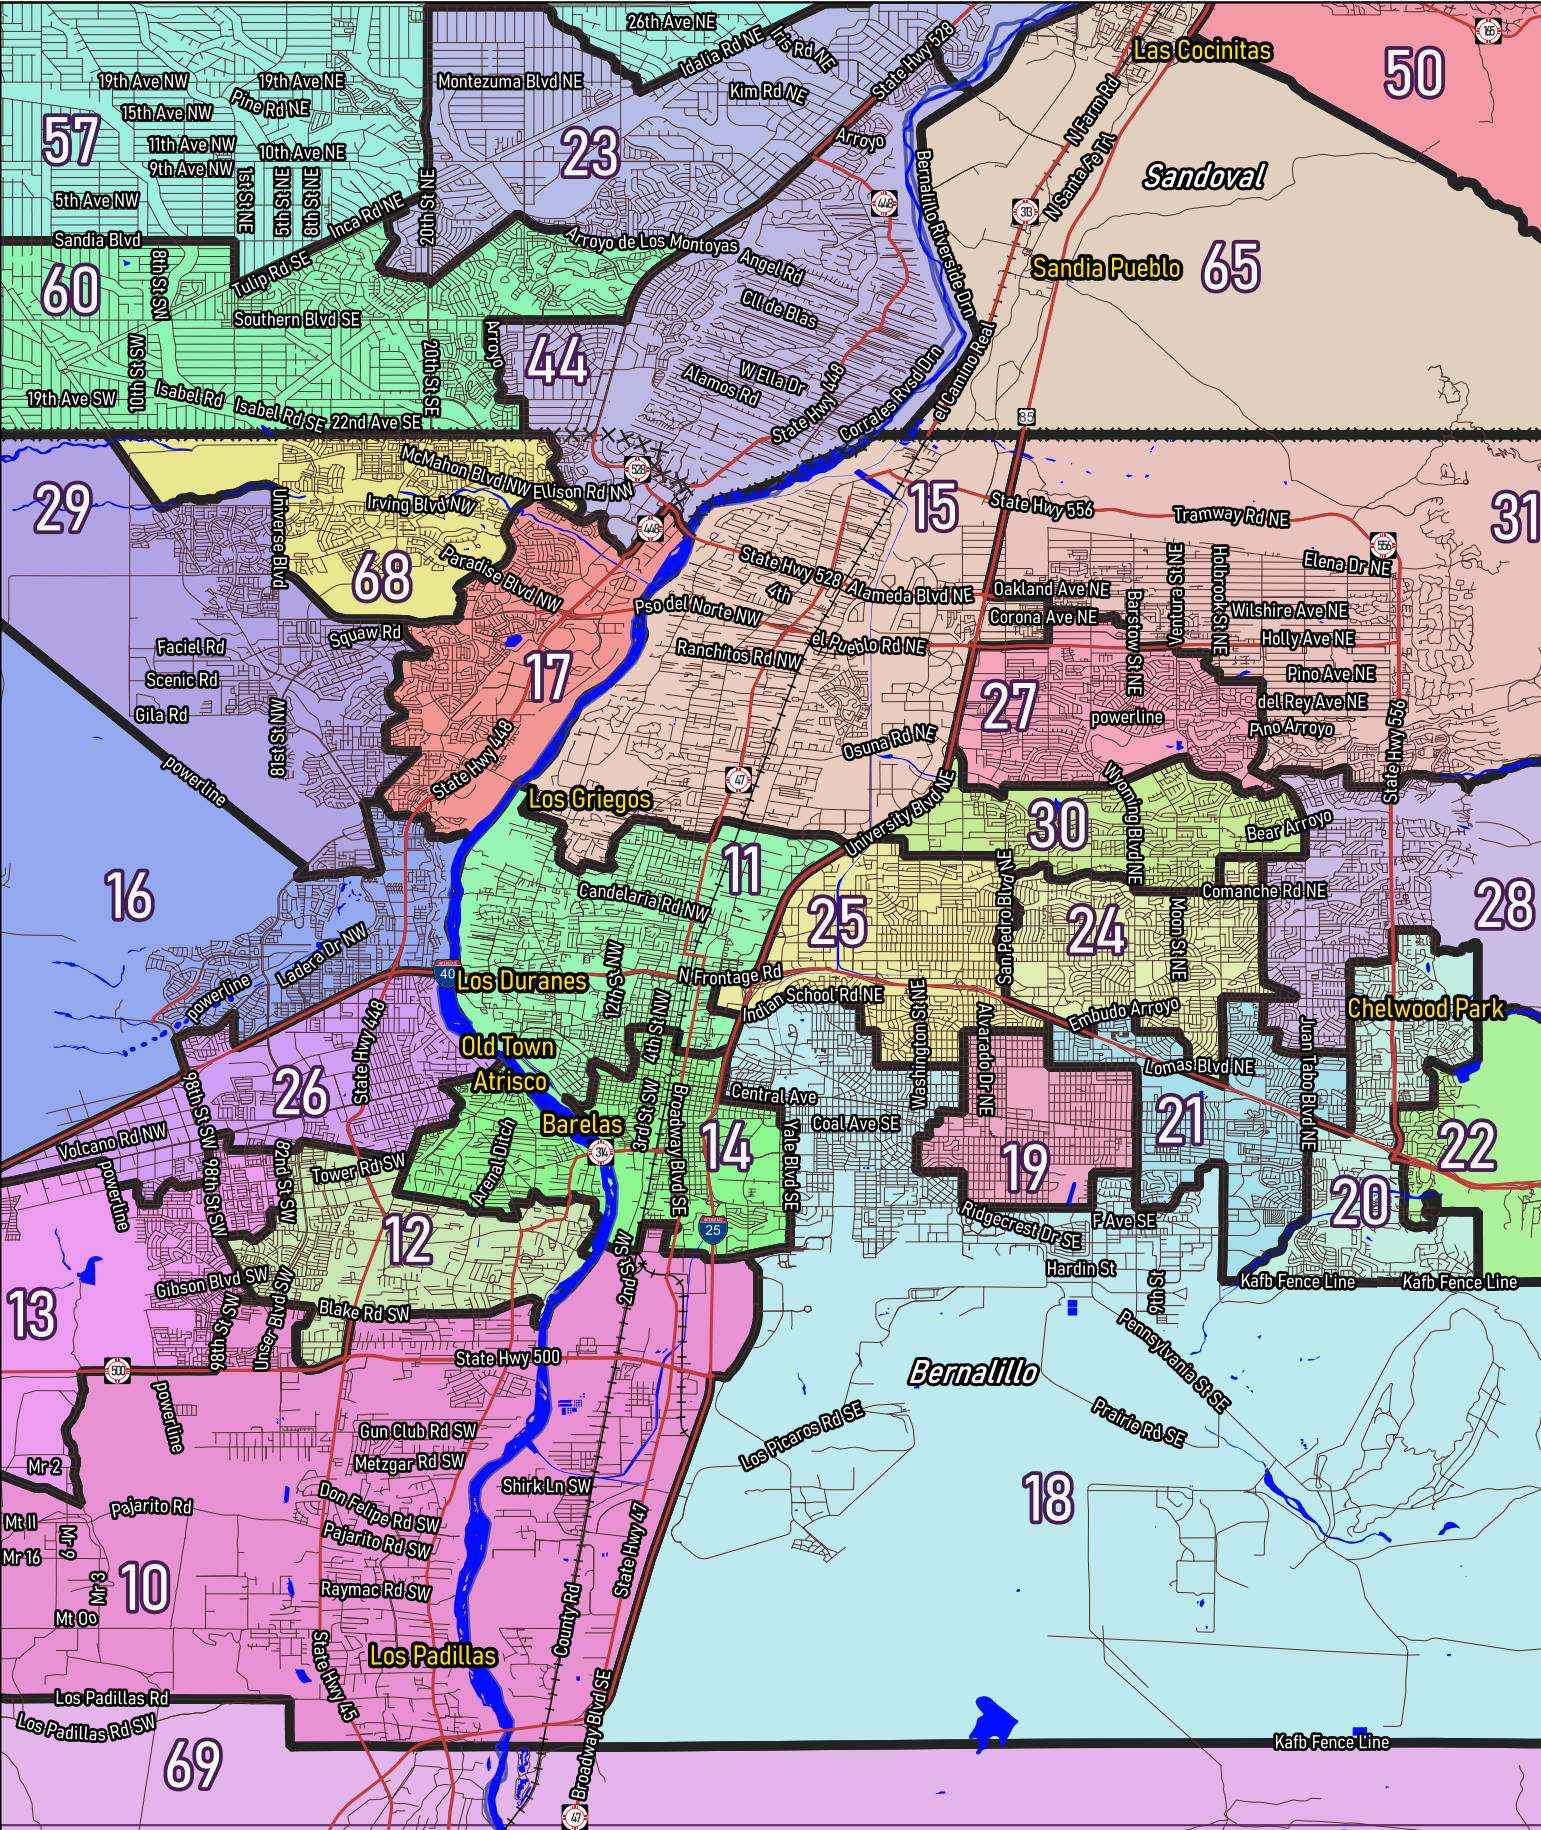 26th Ave NE
Iris Rd NE
Idalia Rd NE
State Hwy 528
Las Cocinitas
165
50
19th Ave NW
19th Ave NE
Montezuma Blvd NE
Kim Rd NE
Pine Rd NE
15th Ave NW
N Farm Rd
57
11th Ave NW
10th Ave NE
23
Arroyo
9th Ave NW
N Santa Fe Trl
Sandoval
1st St NE
5th St NE
8th St NE
20th St NE
5th Ave NW
Inca Rd NE
448
313
Bernalillo Riverside Drn
Sandia Blvd
Arroyo de Los Montoyas
Angel Rd
Sandia Pueblo
65
60
8th St SW
Tulip Rd SE
Cll de Blas
Southern Blvd SE
Arroyo
44
10th St SW
20th St SE
W Ella Dr
Alamos Rd
State Hwy 448
Corrales Rvsd Drn
el Camino Real
19th Ave SW
Isabel Rd
Isabel Rd SE
22nd Ave SE
85
McMahon Blvd NW
528
29
Universe Blvd
Irving Blvd NW
Ellison Rd NW
15
State Hwy 556
Tramway Rd NE
31
448
556
68
Paradise Blvd NW
State Hwy 528
4th
Alameda Blvd NE
Oakland Ave NE
Barstow St NE
Ventura St NE
Holbrook St NE
Elena Dr NE
Pso del Norte NW
el Pueblo Rd NE
Corona Ave NE
Wilshire Ave NE
Squaw Rd
Holly Ave NE
Faciel Rd
Ranchitos Rd NW
Scenic Rd
17
27
Pino Ave NE
Gila Rd
81st St NW
powerline
del Rey Ave NE
Pino Arroyo
State Hwy 448
Osuna Rd NE
State Hwy 556
powerline
47
Los Griegos
University Blvd NE
Wyoming Blvd NE
30
Bear Arroyo
16
11
Candelaria Rd NW
25
San Pedro Blvd NE
24
Comanche Rd NE
28
Moon St NE
Ladera Dr NW
12th St NW
powerline
40
Los Duranes
N Frontage Rd
Indian School Rd NE
Washington St NE
Alvarado Dr NE
Embudo Arroyo
Chelwood Park
State Hwy 448
4th St NW
Juan Tabo Blvd NE
Old Town
Atrisco
26
98th St SW
Lomas Blvd NE
Barelas
3rd St SW
Broadway Blvd SE
Central Ave
Coal Ave SE
Volcano Rd NW
Arenal Ditch
314
14
Yale Blvd SE
19
21
22
powerline
98th St SW
82nd St SW
Tower Rd SW
20
12
Ridgecrest Dr SE
F Ave SE
25
2nd St SW
Hardin St
9th St
Kafb Fence Line
Kafb Fence Line
13
Gibson Blvd SW
98th St SW
Unser Blvd SW
Blake Rd SW
Pennsylvania St SE
500
State Hwy 500
Bernalillo
powerline
Gun Club Rd SW
Los Picaros Rd SE
Prairie Rd SE
Mr 2
Metzgar Rd SW
Shirk Ln SW
18
Mt II
Pajarito Rd
Don Felipe Rd SW
Mr 9
Pajarito Rd SW
State Hwy 47
Mr 16
Mr 3
10
Raymac Rd SW
Mt Oo
County Rd
State Hwy 45
Los Padillas
Los Padillas Rd
Los Padillas Rd SW
Broadway Blvd SE
Kafb Fence Line
69
47